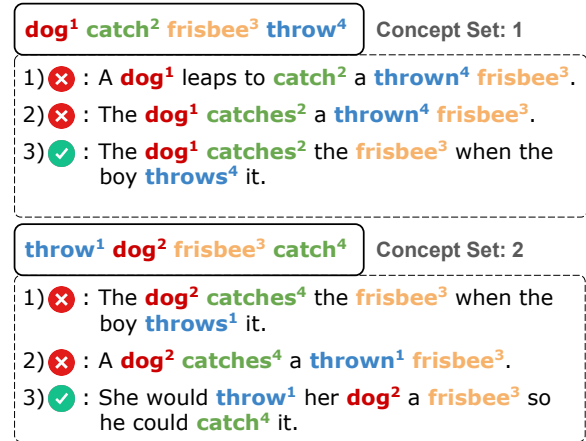 dog¹ catch² frisbee³ throw⁴ Concept Set: 1
1) : A dog¹ leaps to catch² a thrown⁴ frisbee³.
2) : The dog¹ catches² a thrown⁴ frisbee³.
3) : The dog¹ catches² the frisbee³ when the
boy throws⁴ it.
throw¹ dog² frisbee³ catch⁴ Concept Set: 2
1) : The dog² catches⁴ the frisbee³ when the
boy throws¹ it.
2) : A dog² catches⁴ a thrown¹ frisbee³.
3) : She would throw¹ her dog² a frisbee³ so
he could catch⁴ it.